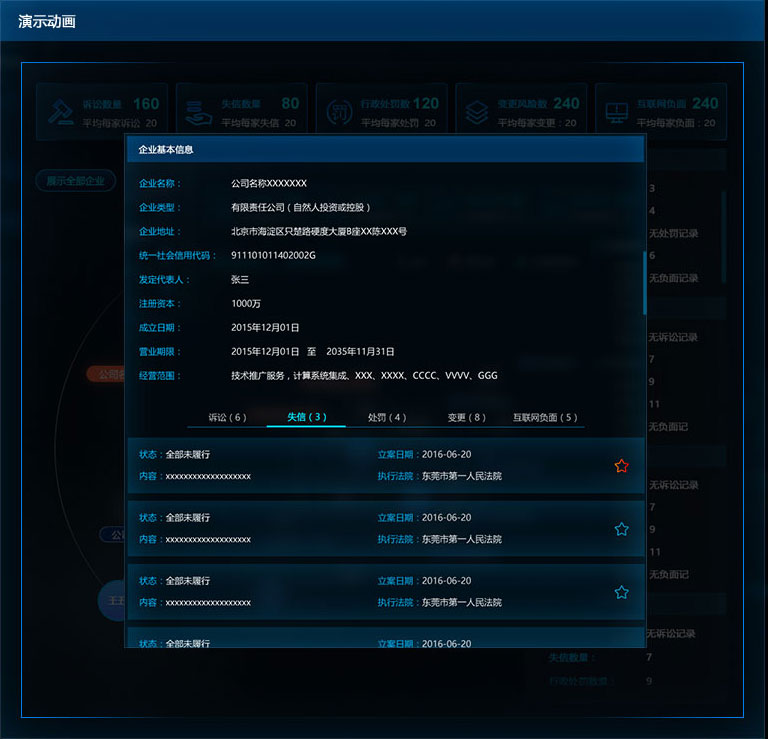 演示动画
诉讼数量 160
平均每家诉讼 20
失信数量 80
平均每家失信 20
行政处罚数 120
平均每家处罚 20
变更风险数 240
平均每家变更：20
互联网负面 240
平均每家负面：20
展示全部企业
企业基本信息
企业名称： 公司名称XXXXXXX
企业类型： 有限责任公司（自然人投资或控股）
企业地址： 北京市海淀区只楚路硬度大厦B座XX陈XXX号
统一社会信用代码： 911101011402002G
发定代表人： 张三
注册资本： 1000万
成立日期： 2015年12月01日
营业期限： 2015年12月01日 至 2035年11月31日
经营范围： 技术推广服务，计算系统集成、XXX、XXXX、CCCC、VVVV、GGG
诉讼（6） 失信（3） 处罚（4） 变更（8） 互联网负面（5）
状态：全部未履行 立案日期：2016-06-20
内容：xxxxxxxxxxxxxxxxxxx 执行法院：东莞市第一人民法院
状态：全部未履行 立案日期：2016-06-20
内容：xxxxxxxxxxxxxxxxxxx 执行法院：东莞市第一人民法院
状态：全部未履行 立案日期：2016-06-20
内容：xxxxxxxxxxxxxxxxxxx 执行法院：东莞市第一人民法院
状态：全部未履行 立案日期：2016-06-20
公司名
公
王五
3
4
无处罚记录
6
无负面记录
无诉讼记录
7
9
11
无负面记
无诉讼记录
7
9
11
无负面记
无诉讼记录
失信数量： 7
行政处罚数量： 9